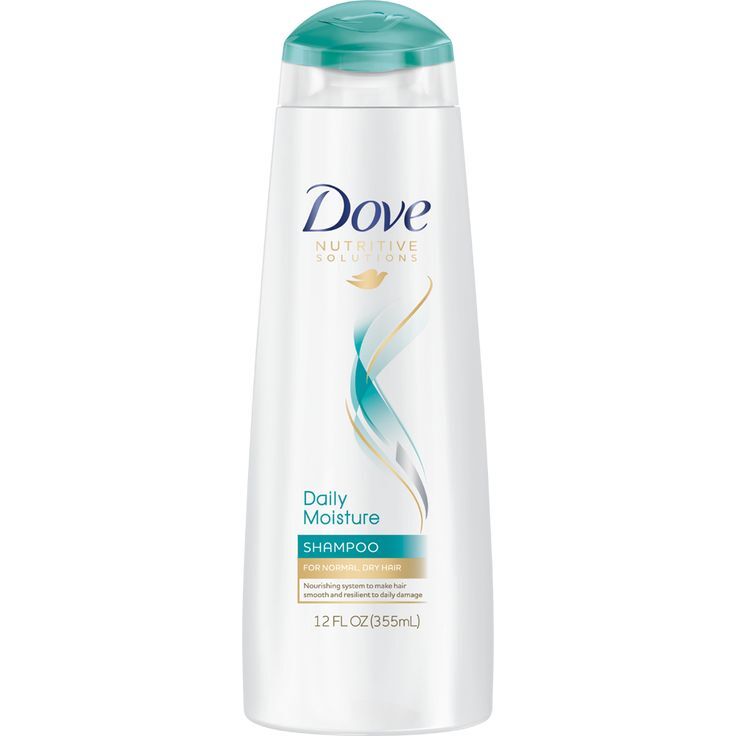 Dove
NUTRITIVE
SOLUTIONS
Daily
Moisture
SHAMPOO
FOR NORMAL, DRY HAIR
Nourishing system to make hair
smooth and resilient to daily damage
12 FL OZ (355mL)